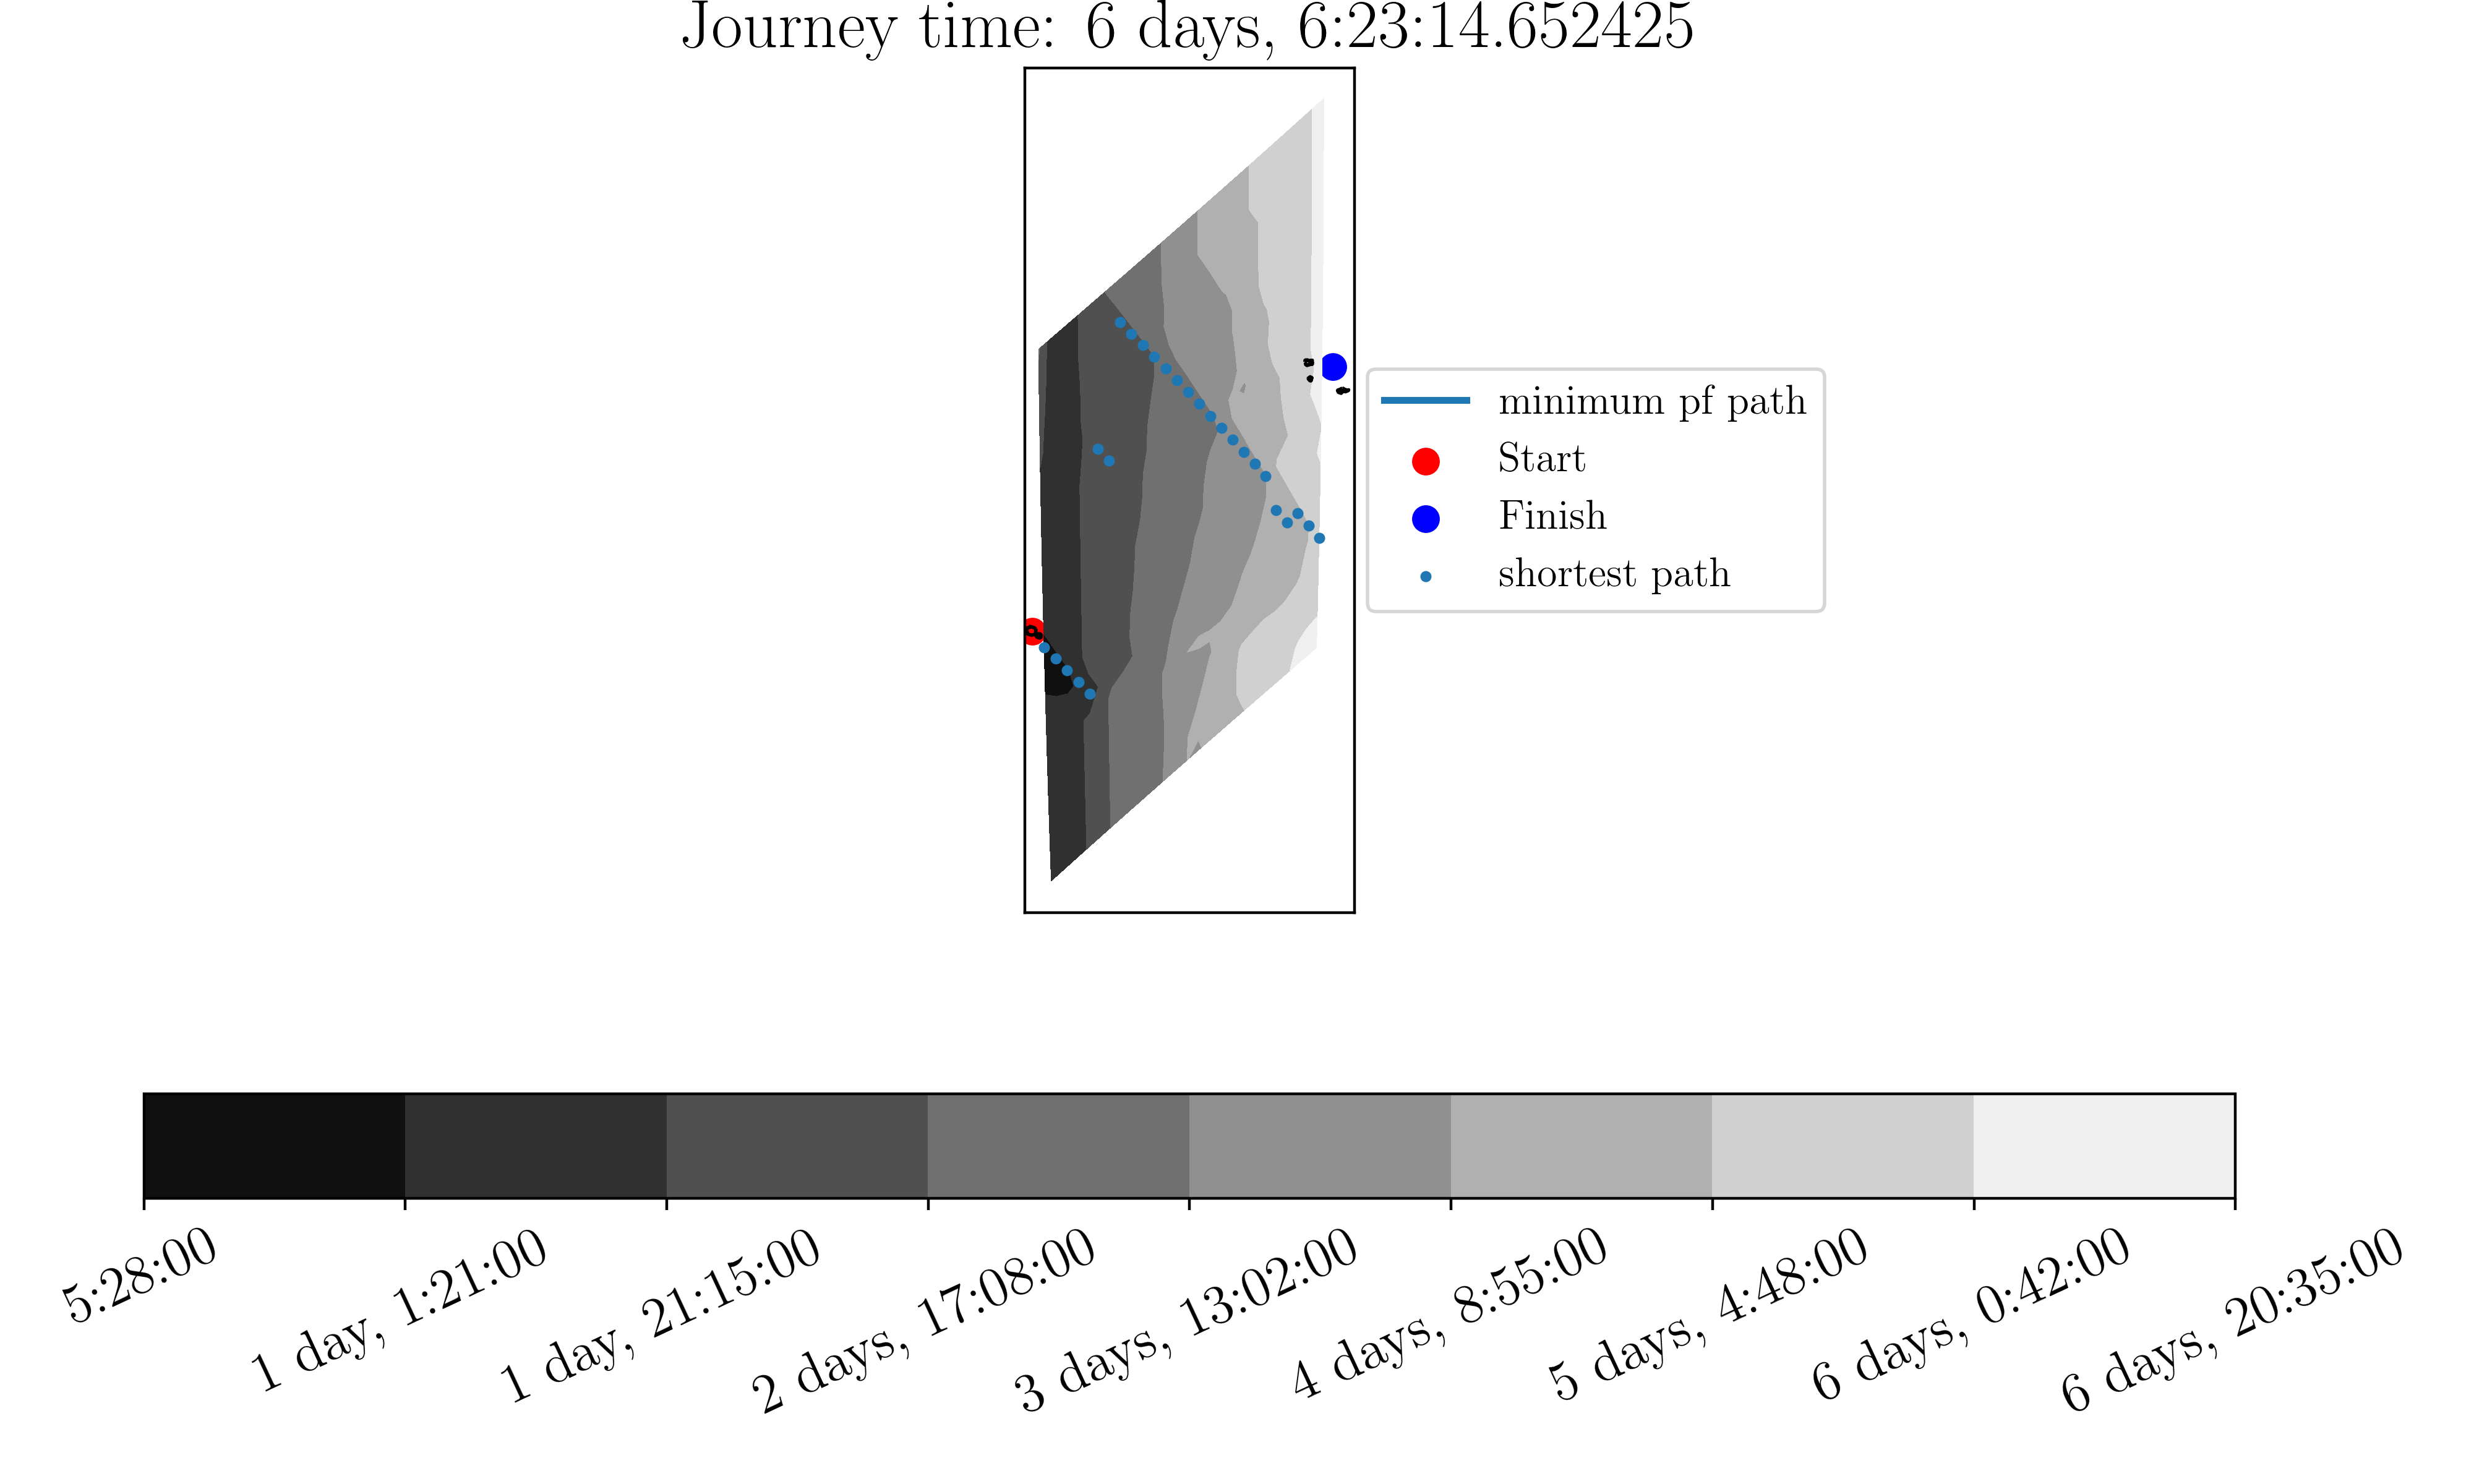 Journey time: 6 days, 6:23:14.652425
minimum pf path
Start
Finish
shortest path
5:28:00
1 day, 1:21:00
1 day, 21:15:00
2 days, 17:08:00
3 days, 13:02:00
4 days, 8:55:00
5 days, 4:48:00
6 days, 0:42:00
6 days, 20:35:00